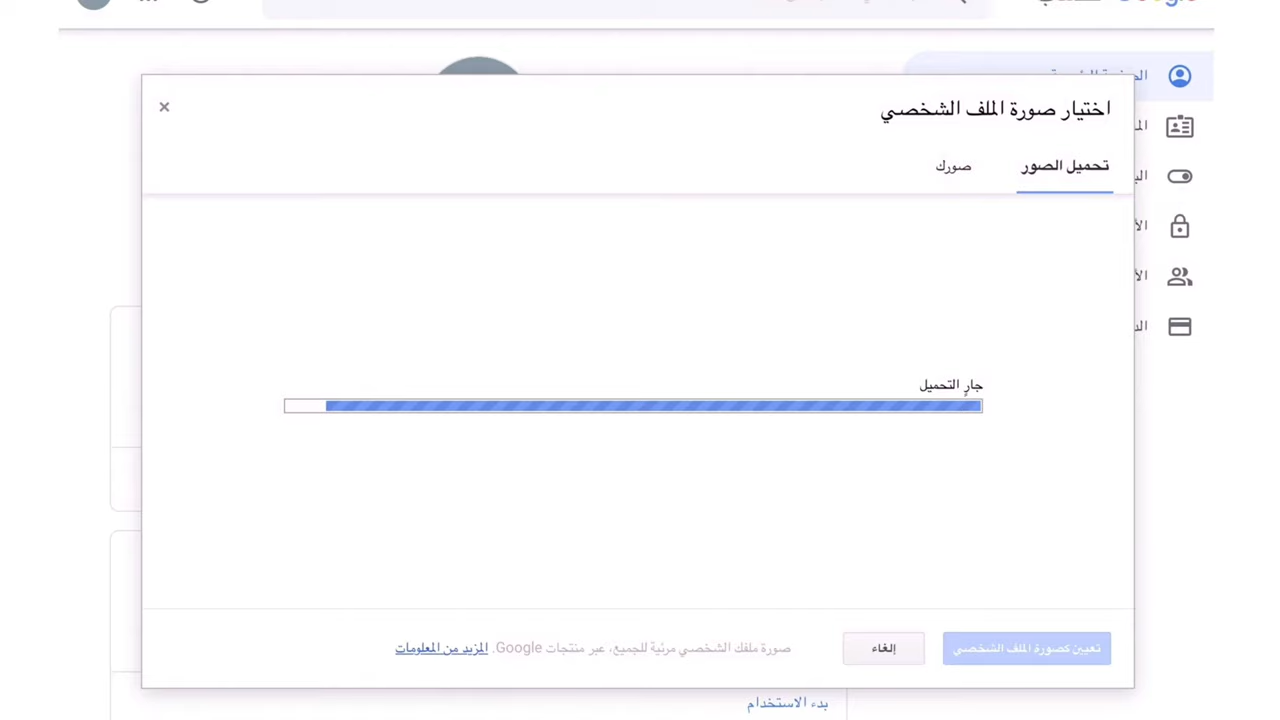 اختيار صورة الملف الشخصي
تحميل الصور
صورك
جارٍ التحميل
تعيين كصورة الملف الشخصي
إلغاء
صورة ملفك الشخصي مرئية للجميع، عبر منتجات Google. المزيد من المعلومات
بدء الاستخدام